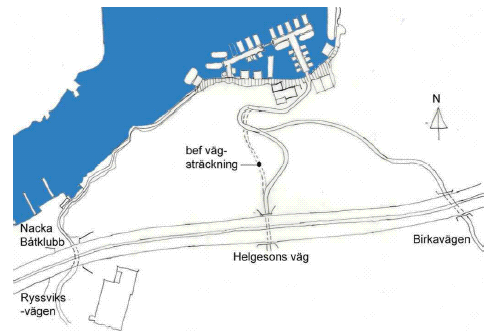 N
bef väg-
sträckning
Nacka
Båtklubb
Birkavägen
Helgesons väg
Ryssviks
-vägen